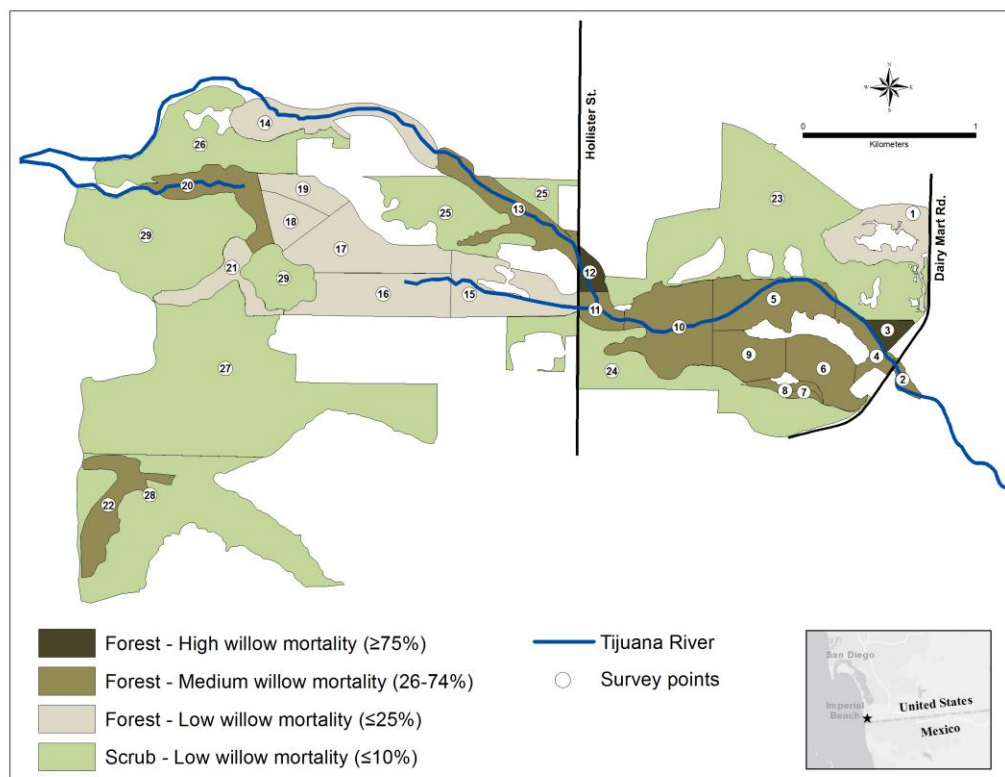 N
W
E
S
0
1
Kilometers
Hollister St.
Dairy Mart Rd.
14
26
20
19
18
17
29
21
29
16
15
25
25
13
12
11
23
1
5
10
3
4
2
9
6
8
7
24
27
22
28
Forest - High willow mortality (≥75%)
Forest - Medium willow mortality (26-74%)
Forest - Low willow mortality (≤25%)
Scrub - Low willow mortality (≤10%)
Tijuana River
Survey points
San Diego
Imperial
Beach
United States
Mexico